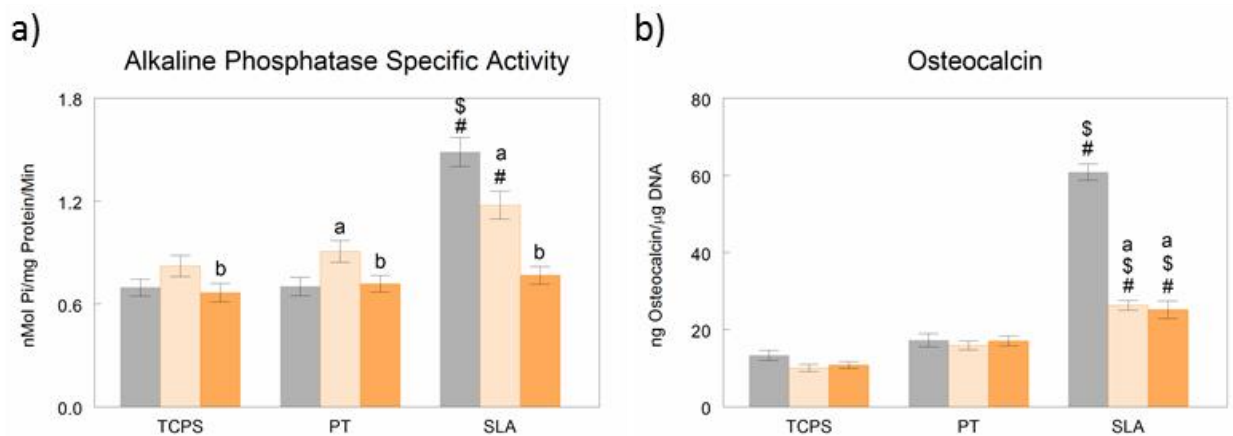 a)
Alkaline Phosphatase Specific Activity
nMol Pi/mg Protein/Min
1.8
1.2
0.6
0.0
b
a
b
$
#
a
#
b
TCPS PT SLA
b)
Osteocalcin
ng Osteocalcin/µg DNA
80
60
40
20
0
$
#
a
$
#
a
$
#
TCPS PT SLA